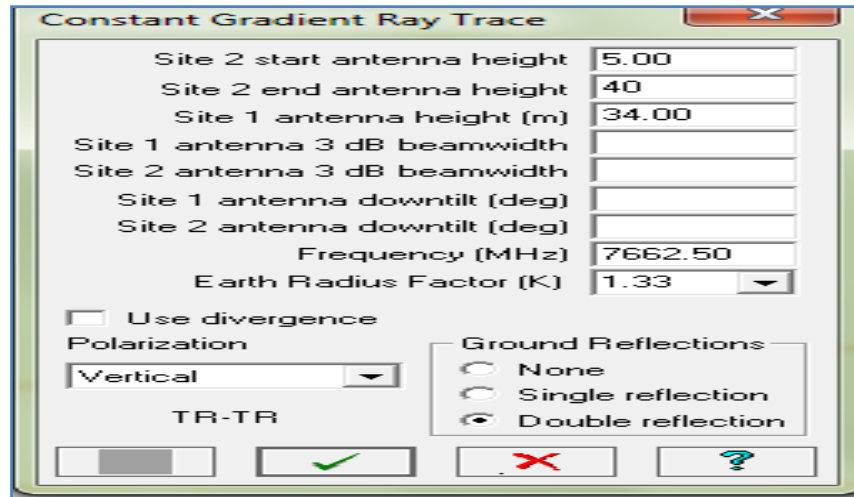 Constant Gradient Ray Trace
Site 2 start antenna height 5.00
Site 2 end antenna height 40
Site 1 antenna height (m) 34.00
Site 1 antenna 3 dB beamwidth
Site 2 antenna 3 dB beamwidth
Site 1 antenna downtilt (deg)
Site 2 antenna downtilt (deg)
Frequency (MHz) 7662.50
Earth Radius Factor (K) 1.33
Use divergence
Polarization
Vertical
TR-TR
Ground Reflections
None
Single reflection
Double reflection
?